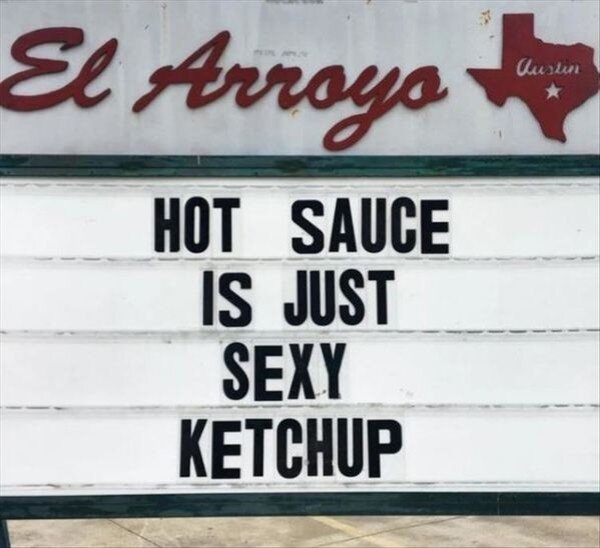 El Arroyo
Austin
HOT SAUCE
IS JUST
SEXY
KETCHUP